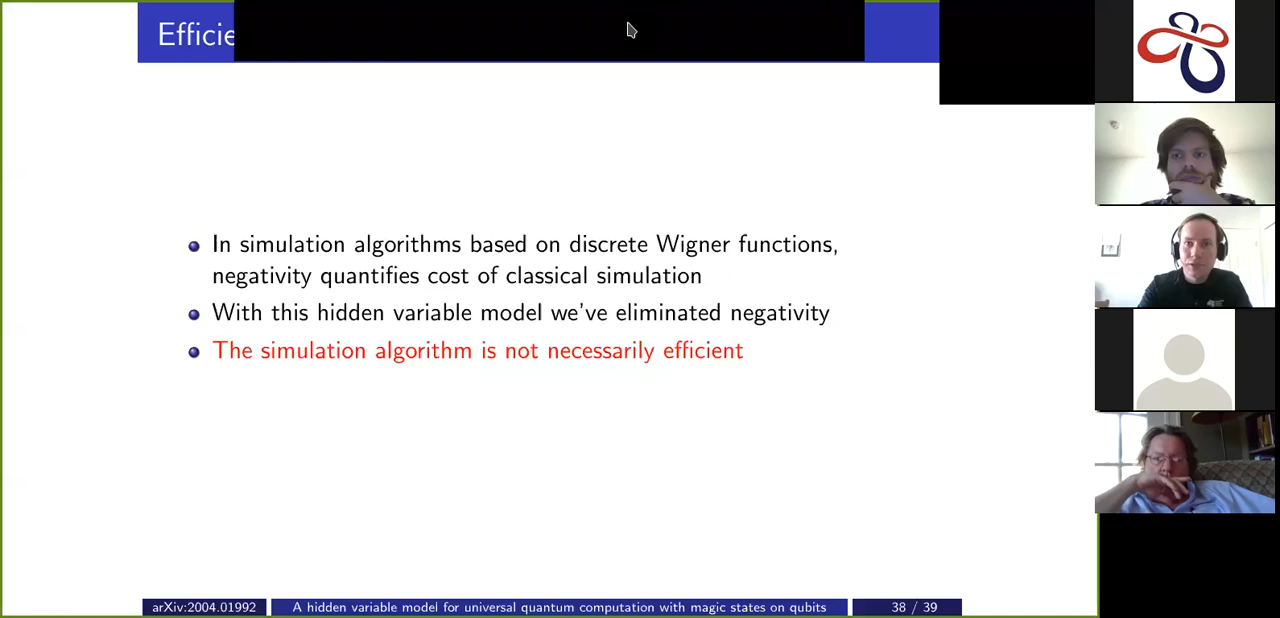 In simulation algorithms based on discrete Wigner functions,
negativity quantifies cost of classical simulation
With this hidden variable model we've eliminated negativity
The simulation algorithm is not necessarily efficient
arXiv:2004.01992 A hidden variable model for universal quantum computation with magic states on qubits 38 / 39